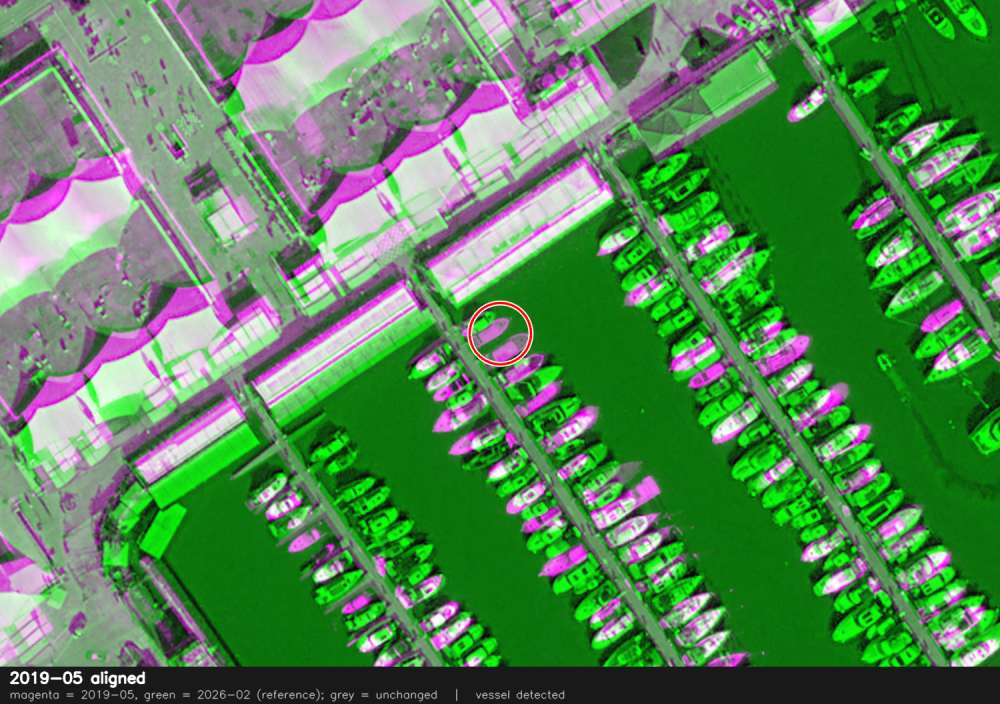 2019-05 aligned
magenta = 2019-05, green = 2026-02 (reference); grey = unchanged | vessel detected